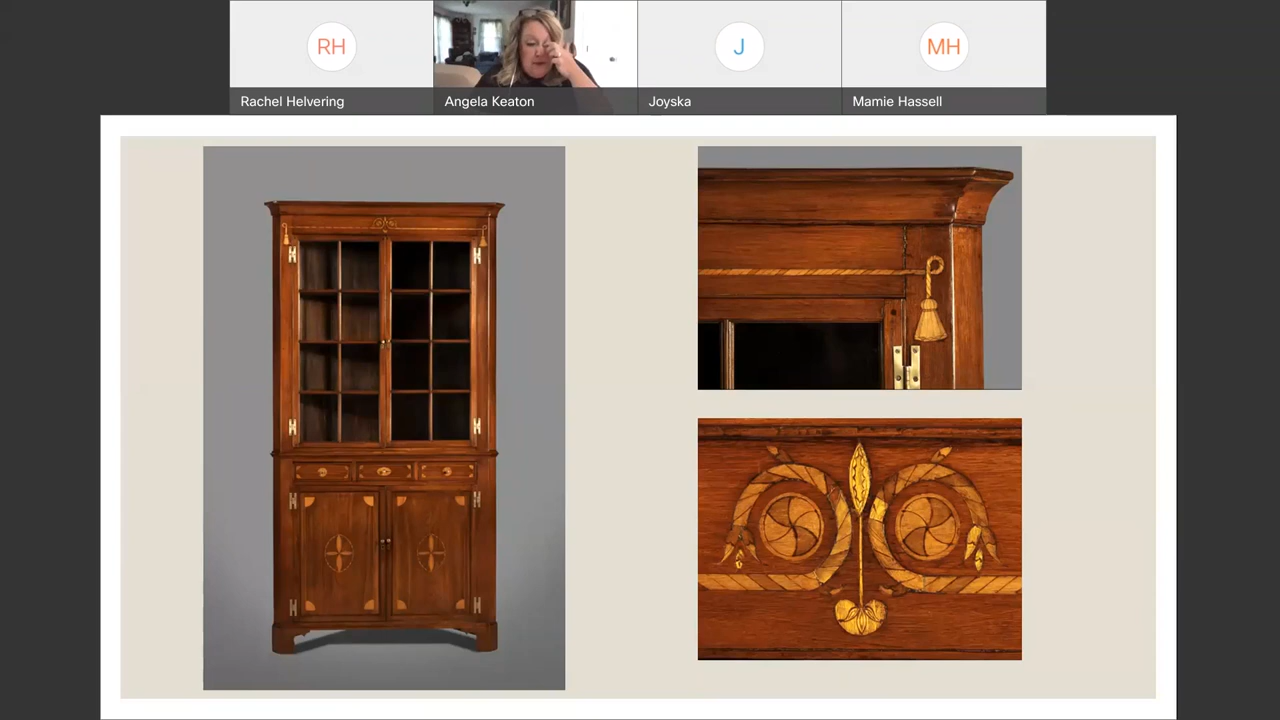 RH
J
MH
Rachel Helvering
Angela Keaton
Joyska
Mamie Hassell